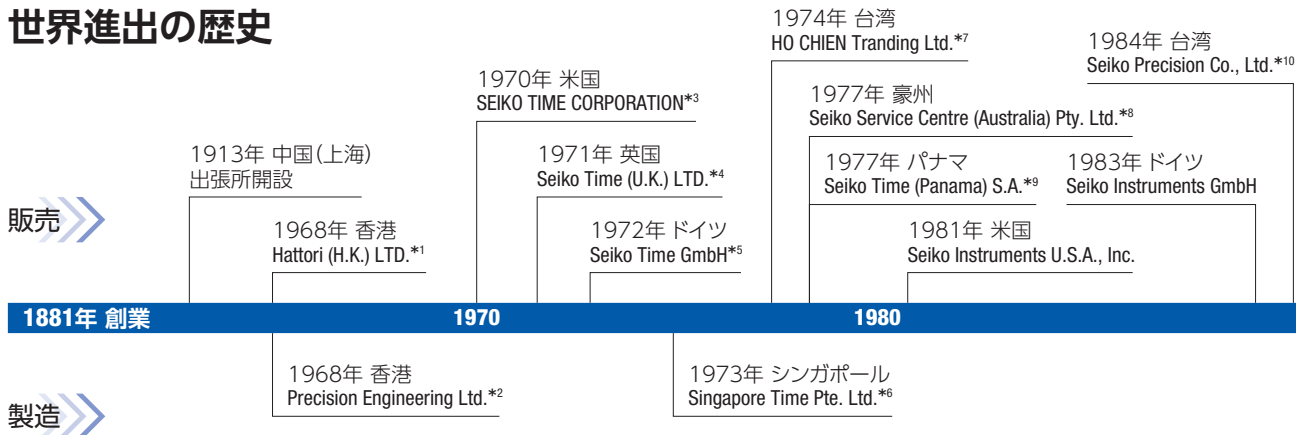 世界進出の歴史
1974年 台湾
HO CHIEN Tranding Ltd.*7
1984年 台湾
Seiko Precision Co., Ltd.*10
1970年 米国
SEIKO TIME CORPORATION*3
1977年 豪州
Seiko Service Centre (Australia) Pty. Ltd.*8
1913年 中国(上海)
出張所開設
1971年 英国
Seiko Time (U.K.) LTD.*4
1977年 パナマ
Seiko Time (Panama) S.A.*9
1983年 ドイツ
Seiko Instruments GmbH
販売
1968年 香港
Hattori (H.K.) LTD.*1
1972年 ドイツ
Seiko Time GmbH*5
1981年 米国
Seiko Instruments U.S.A., Inc.
1881年 創業
1970
1980
1968年 香港
Precision Engineering Ltd.*2
1973年 シンガポール
Singapore Time Pte. Ltd.*6
製造